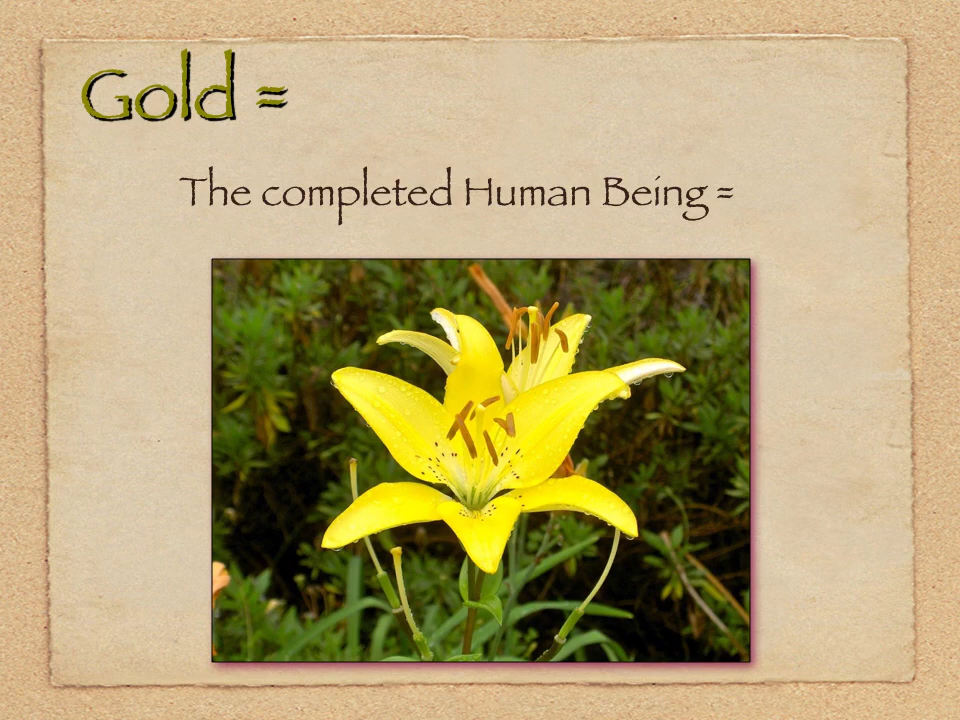 Gold =
The completed Human Being =